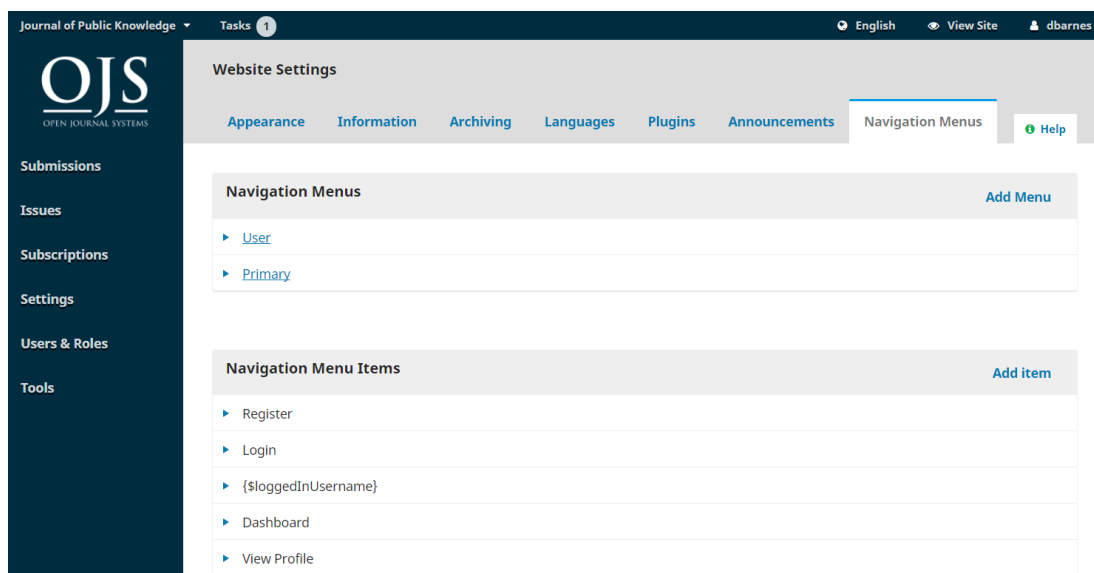 Journal of Public Knowledge Tasks 1 English View Site dbarnes
OJS
OPEN JOURNAL SYSTEMS
Submissions
Issues
Subscriptions
Settings
Users & Roles
Tools
Website Settings
Appearance Information Archiving Languages Plugins Announcements Navigation Menus Help
Navigation Menus Add Menu
User
Primary
Navigation Menu Items Add item
Register
Login
{$loggedInUsername}
Dashboard
View Profile